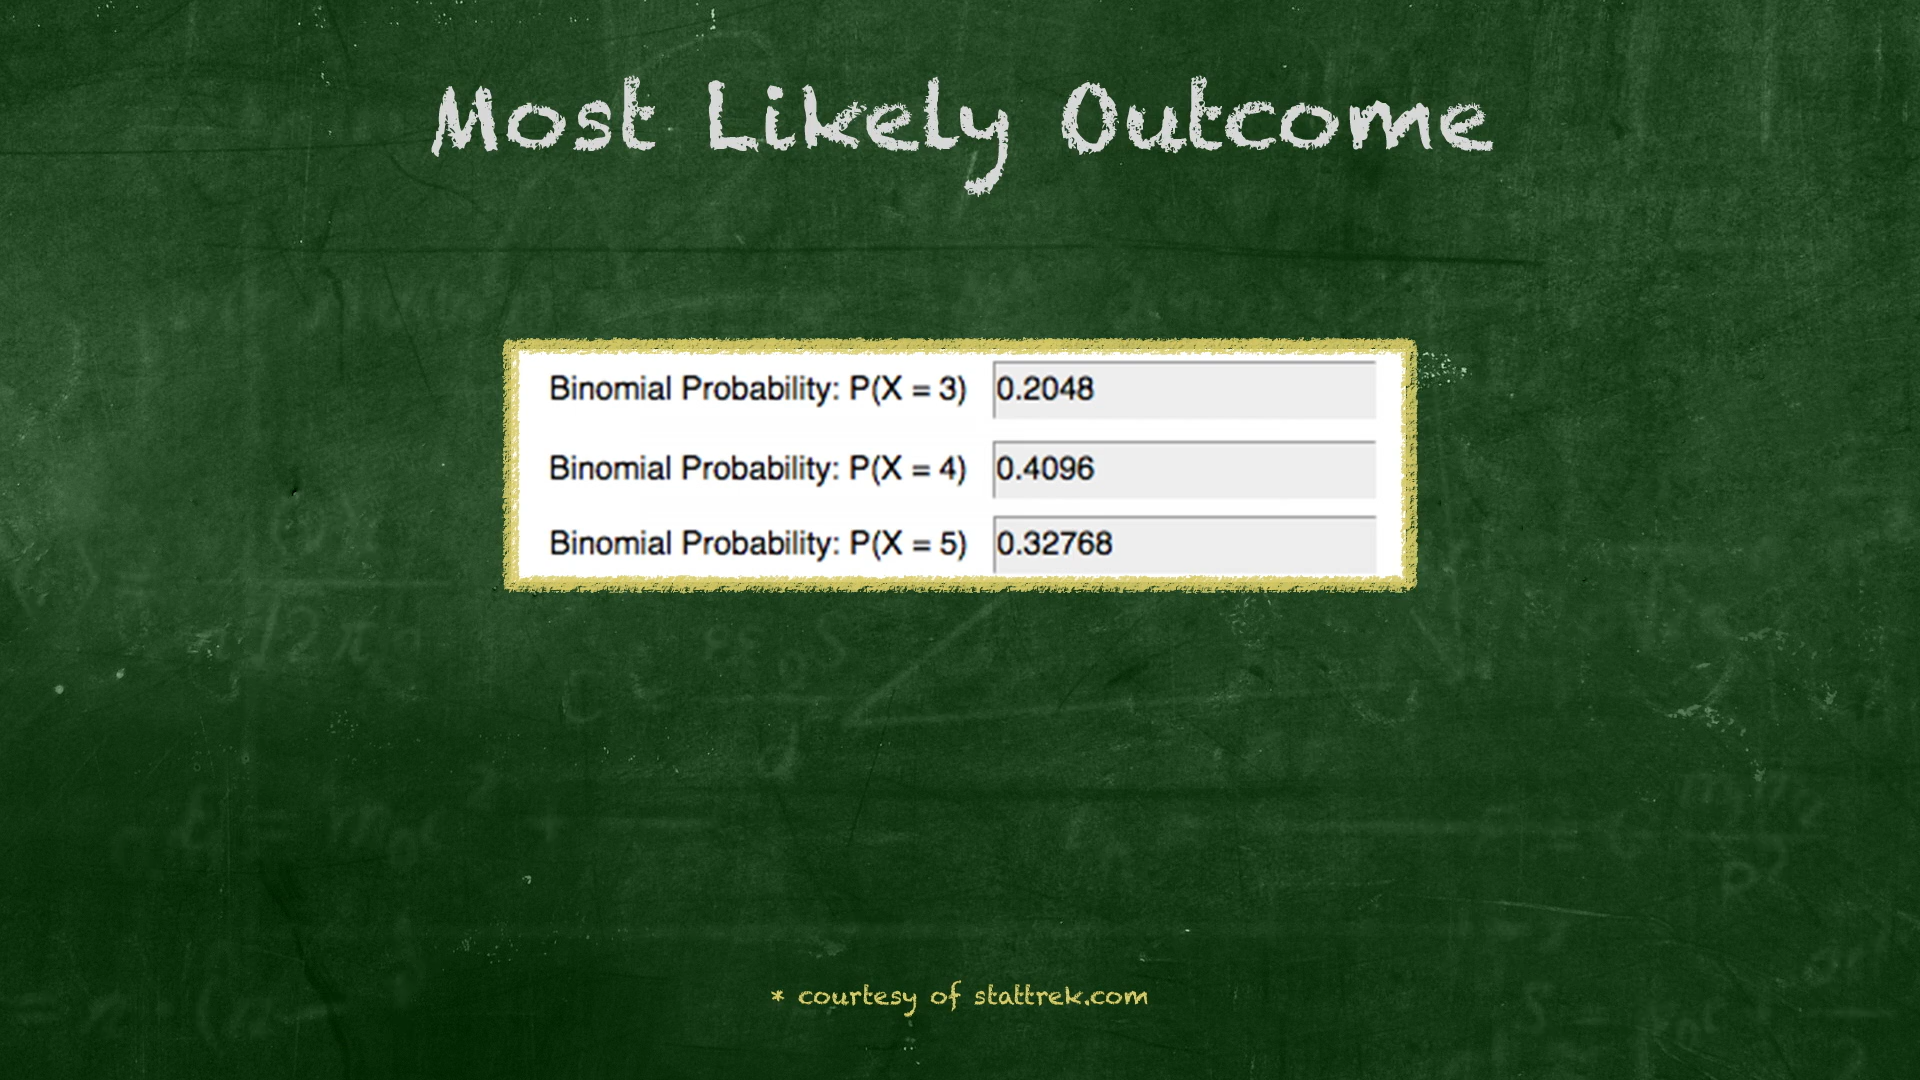 Most Likely Outcome
Binomial Probability: P(X = 3) 0.2048
Binomial Probability: P(X = 4) 0.4096
Binomial Probability: P(X = 5) 0.32768
* courtesy of stattrek.com